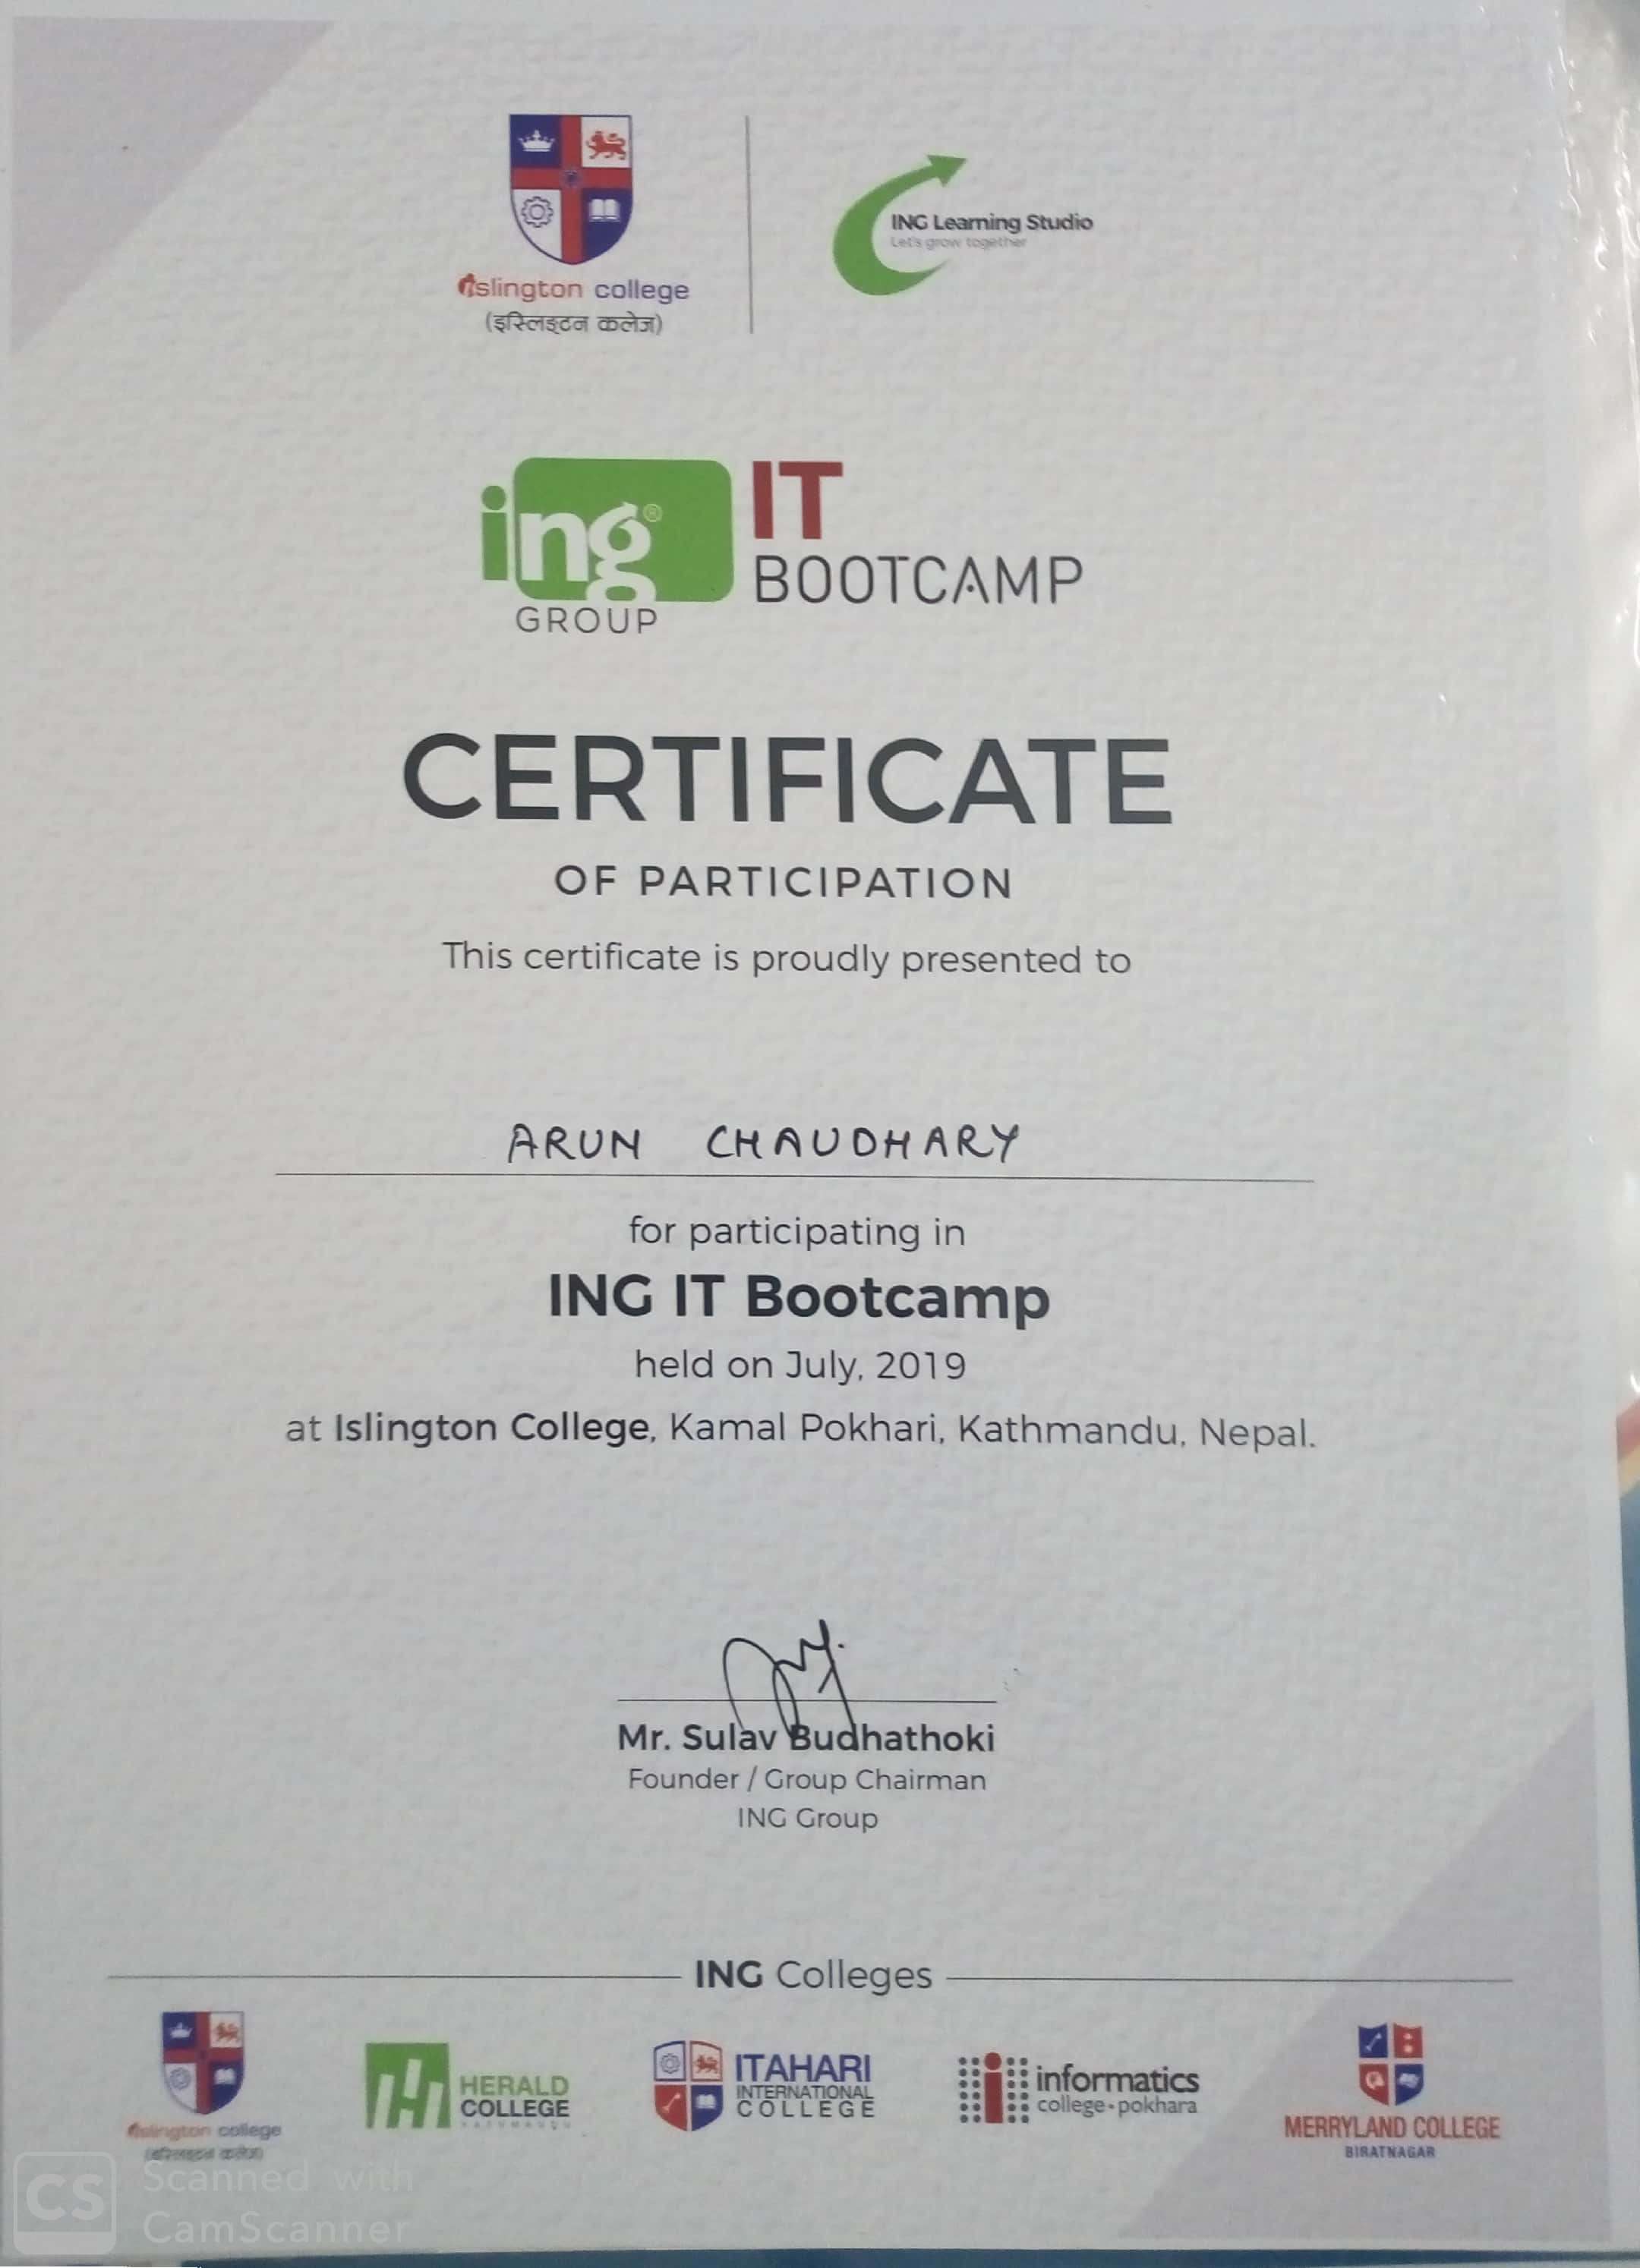 ıslington college
(इस्लिङ्टन कलेज)
ING Learning Studio
Let's grow together
ing®
GROUP
IT
BOOTCAMP
CERTIFICATE
OF PARTICIPATION
This certificate is proudly presented to
ARUN CHAUDHARY
for participating in
ING IT Bootcamp
held on July, 2019
at Islington College, Kamal Pokhari, Kathmandu, Nepal.
Mr. Sulav Budhathoki
Founder / Group Chairman
ING Group
ING Colleges
ıslington college
(इस्लिङ्टन कलेज)
HERALD
COLLEGE
KATHMANDU
ITAHARI
INTERNATIONAL
COLLEGE
informatics
college-pokhara
MERRYLAND COLLEGE
BIRATNAGAR
CS
Scanned with
CamScanner